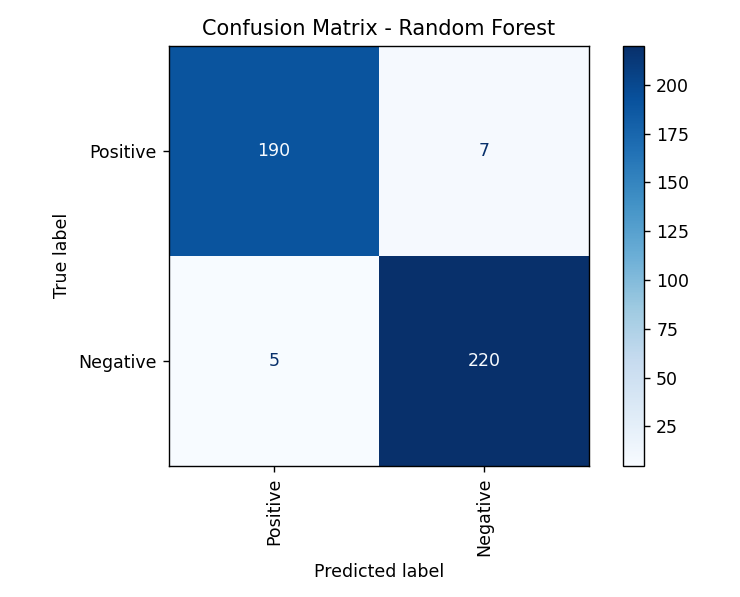 Confusion Matrix - Random Forest
True label
Positive
Negative
190
7
5
220
Positive
Negative
Predicted label
200
175
150
125
100
75
50
25